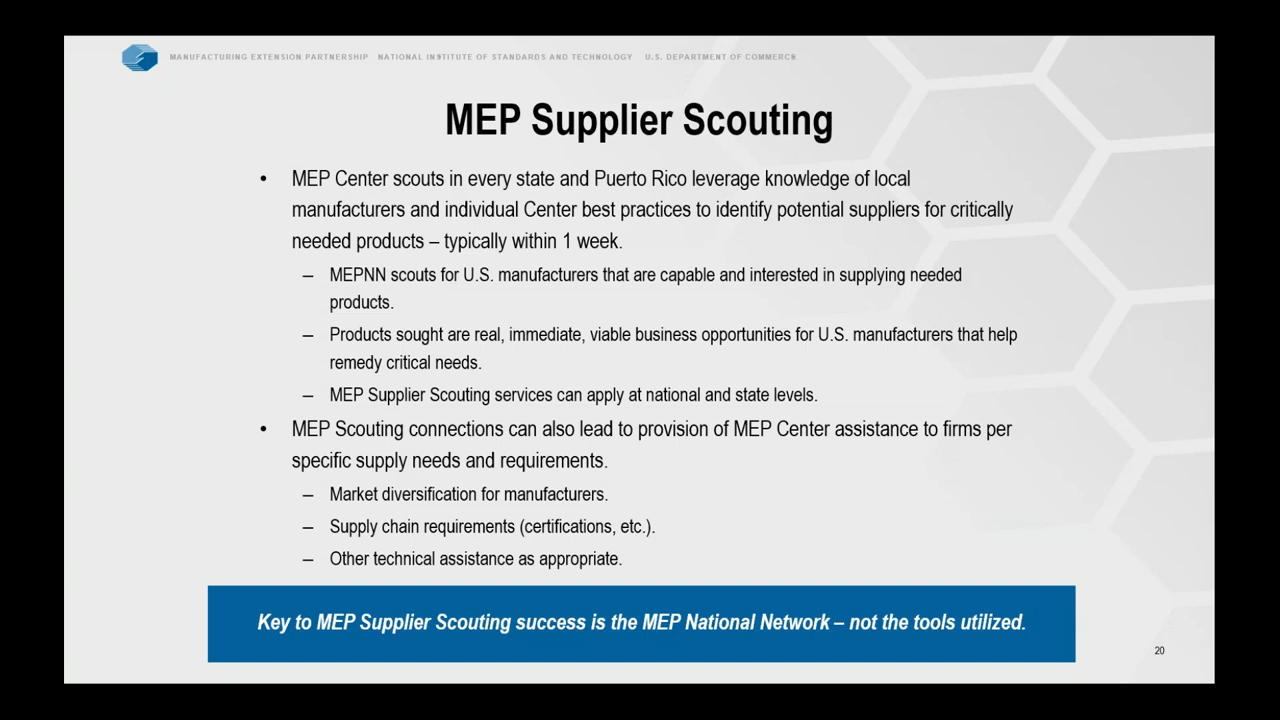 MANUFACTURING EXTENSION PARTNERSHIP NATIONAL INSTITUTE OF STANDARDS AND TECHNOLOGY U.S. DEPARTMENT OF COMMERCE
MEP Supplier Scouting
• MEP Center scouts in every state and Puerto Rico leverage knowledge of local
manufacturers and individual Center best practices to identify potential suppliers for critically
needed products – typically within 1 week.
– MEPNN scouts for U.S. manufacturers that are capable and interested in supplying needed
products.
– Products sought are real, immediate, viable business opportunities for U.S. manufacturers that help
remedy critical needs.
– MEP Supplier Scouting services can apply at national and state levels.
• MEP Scouting connections can also lead to provision of MEP Center assistance to firms per
specific supply needs and requirements.
– Market diversification for manufacturers.
– Supply chain requirements (certifications, etc.).
– Other technical assistance as appropriate.
Key to MEP Supplier Scouting success is the MEP National Network – not the tools utilized.
20